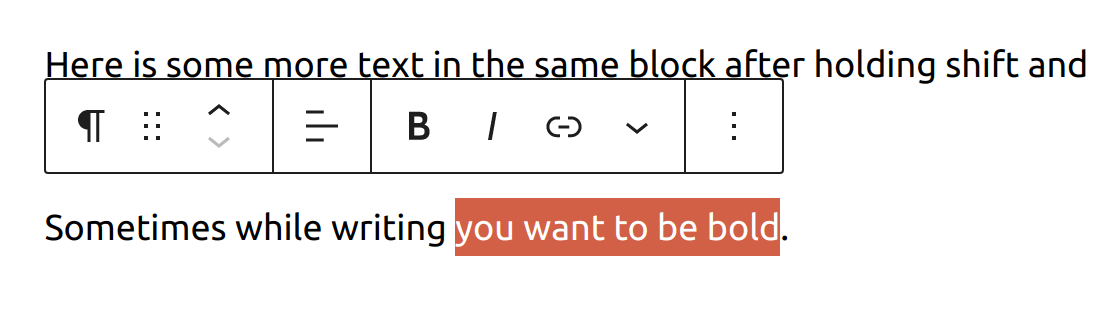 Here is some more text in the same block after holding shift and
¶ B I
Sometimes while writing you want to be bold.